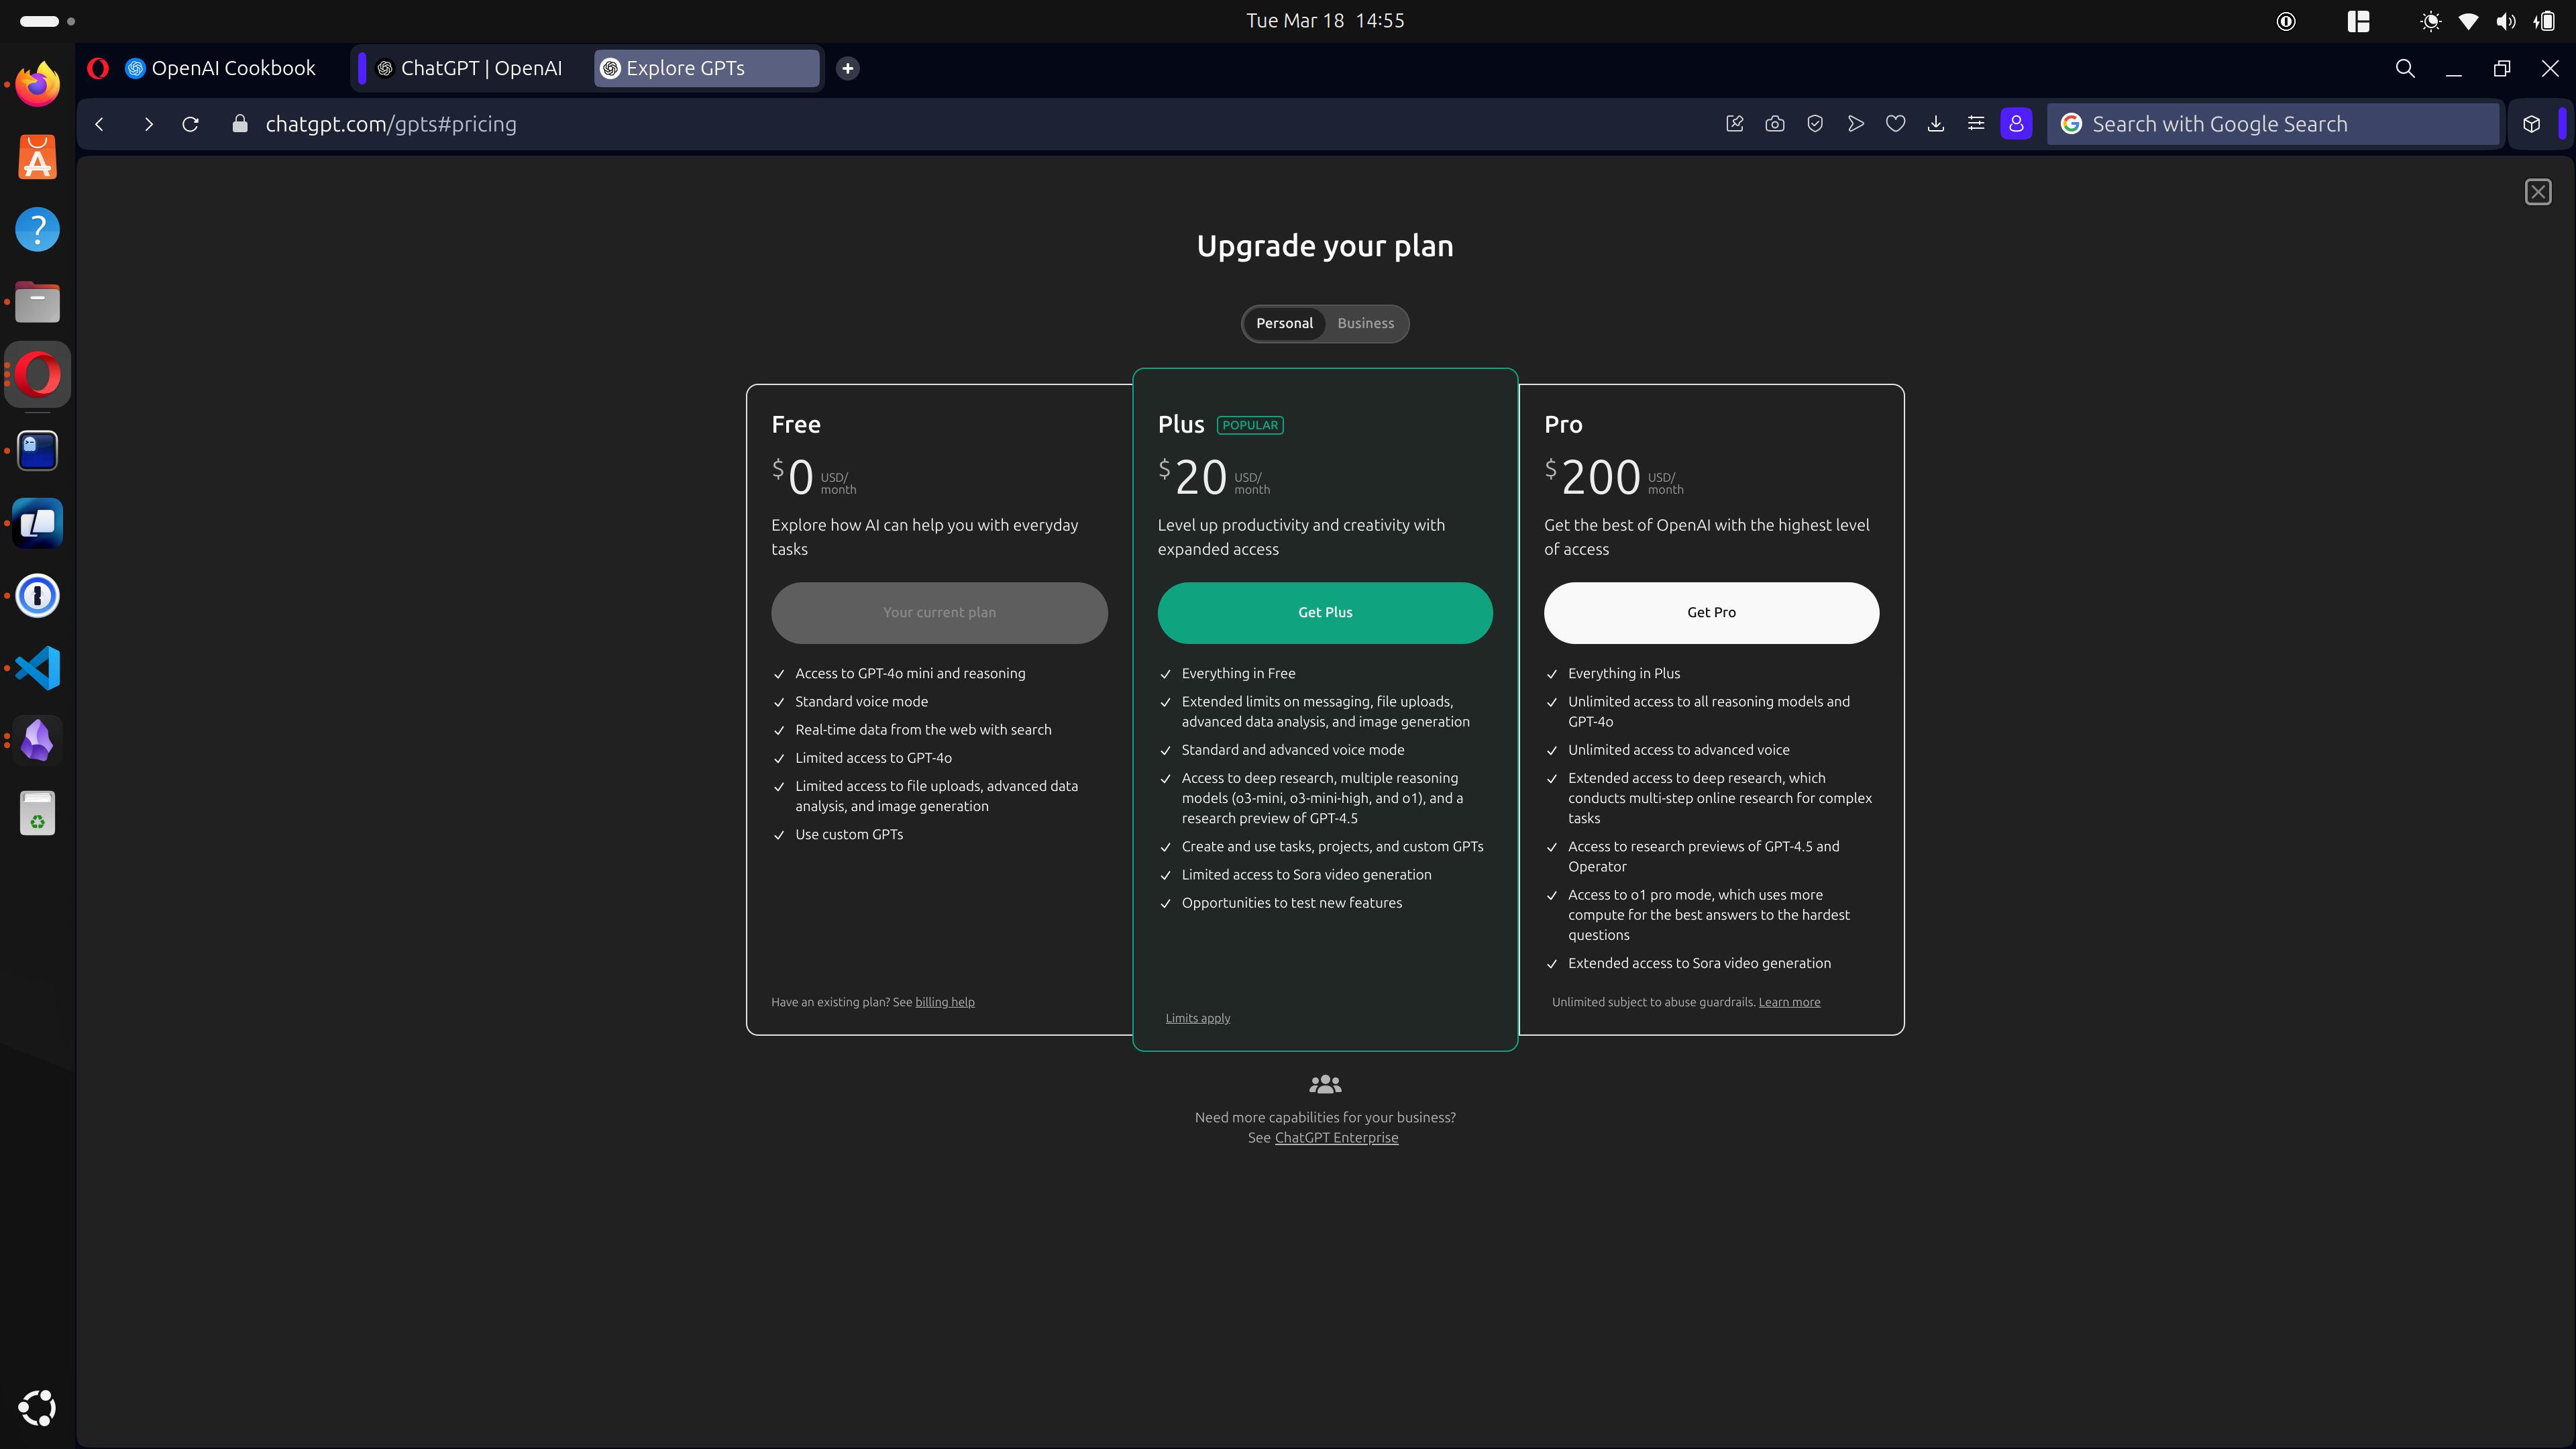 Tue Mar 18 14:55
OpenAI Cookbook
ChatGPT | OpenAI
Explore GPTs
chatgpt.com/gpts#pricing
Search with Google Search
Upgrade your plan
Personal
Business
Free
$ 0 USD/
month
Explore how AI can help you with everyday
tasks
Your current plan
Access to GPT-4o mini and reasoning
Standard voice mode
Real-time data from the web with search
Limited access to GPT-4o
Limited access to file uploads, advanced data
analysis, and image generation
Use custom GPTs
Have an existing plan? See billing help
Plus POPULAR
$ 20 USD/
month
Level up productivity and creativity with
expanded access
Get Plus
Everything in Free
Extended limits on messaging, file uploads,
advanced data analysis, and image generation
Standard and advanced voice mode
Access to deep research, multiple reasoning
models (o3-mini, o3-mini-high, and o1), and a
research preview of GPT-4.5
Create and use tasks, projects, and custom GPTs
Limited access to Sora video generation
Opportunities to test new features
Limits apply
Pro
$ 200 USD/
month
Get the best of OpenAI with the highest level
of access
Get Pro
Everything in Plus
Unlimited access to all reasoning models and
GPT-4o
Unlimited access to advanced voice
Extended access to deep research, which
conducts multi-step online research for complex
tasks
Access to research previews of GPT-4.5 and
Operator
Access to o1 pro mode, which uses more
compute for the best answers to the hardest
questions
Extended access to Sora video generation
Unlimited subject to abuse guardrails. Learn more
Need more capabilities for your business?
See ChatGPT Enterprise